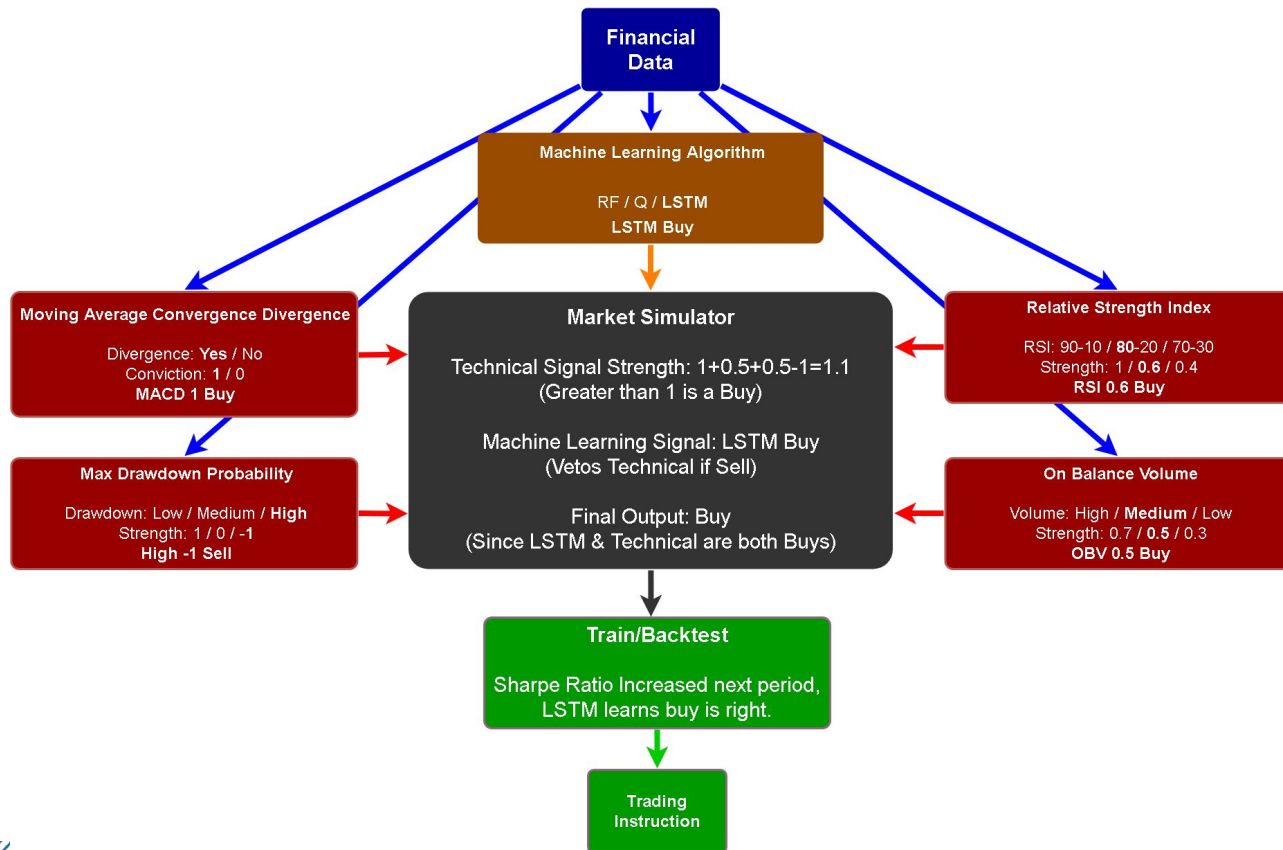 Financial
Data
Machine Learning Algorithm
RF / Q / LSTM
LSTM Buy
Moving Average Convergence Divergence
Divergence: Yes / No
Conviction: 1 / 0
MACD 1 Buy
Market Simulator
Technical Signal Strength: 1+0.5+0.5-1=1.1
(Greater than 1 is a Buy)
Machine Learning Signal: LSTM Buy
(Vetos Technical if Sell)
Final Output: Buy
(Since LSTM & Technical are both Buys)
Relative Strength Index
RSI: 90-10 / 80-20 / 70-30
Strength: 1 / 0.6 / 0.4
RSI 0.6 Buy
Max Drawdown Probability
Drawdown: Low / Medium / High
Strength: 1 / 0 / -1
High -1 Sell
On Balance Volume
Volume: High / Medium / Low
Strength: 0.7 / 0.5 / 0.3
OBV 0.5 Buy
Train/Backtest
Sharpe Ratio Increased next period,
LSTM learns buy is right.
Trading
Instruction